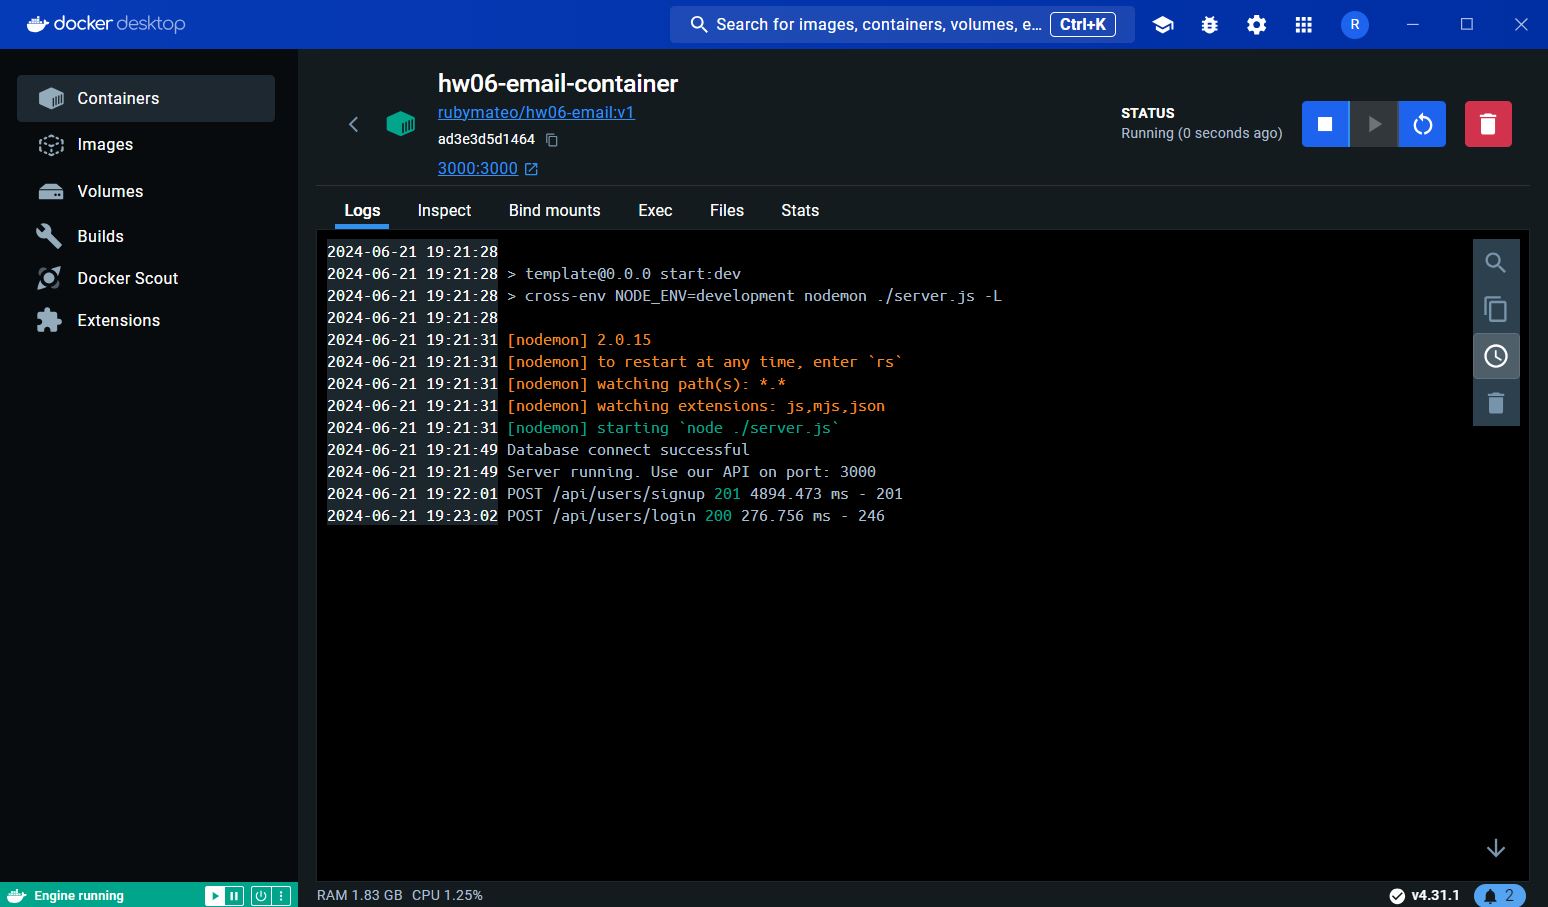 docker desktop
Search for images, containers, volumes, e... Ctrl+K
R
Containers
Images
Volumes
Builds
Docker Scout
Extensions
hw06-email-container
rubymateo/hw06-email:v1
ad3e3d5d1464
3000:3000
STATUS
Running (0 seconds ago)
Logs Inspect Bind mounts Exec Files Stats
2024-06-21 19:21:28
2024-06-21 19:21:28 > template@0.0.0 start:dev
2024-06-21 19:21:28 > cross-env NODE_ENV=development nodemon ./server.js -L
2024-06-21 19:21:28
2024-06-21 19:21:31 [nodemon] 2.0.15
2024-06-21 19:21:31 [nodemon] to restart at any time, enter `rs`
2024-06-21 19:21:31 [nodemon] watching path(s): *.*
2024-06-21 19:21:31 [nodemon] watching extensions: js,mjs,json
2024-06-21 19:21:31 [nodemon] starting `node ./server.js`
2024-06-21 19:21:49 Database connect successful
2024-06-21 19:21:49 Server running. Use our API on port: 3000
2024-06-21 19:22:01 POST /api/users/signup 201 4894.473 ms - 201
2024-06-21 19:23:02 POST /api/users/login 200 276.756 ms - 246
Engine running
RAM 1.83 GB CPU 1.25%
v4.31.1
2